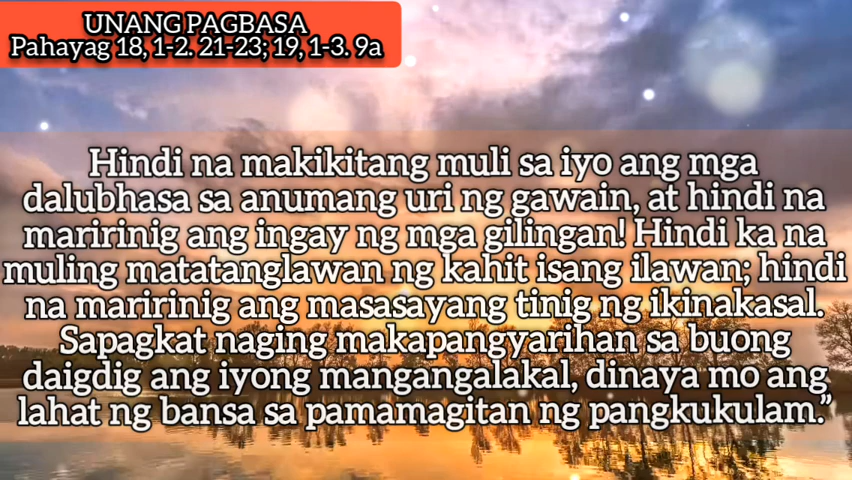 UNANG PAGBASA
Pahayag 18, 1-2. 21-23; 19, 1-3. 9a
Hindi na makikitang muli sa iyo ang mga
dalubhasa sa anumang uri ng gawain, at hindi na
maririnig ang ingay ng mga gilingan! Hindi ka na
muling matatanglawan ng kahit isang ilawan; hindi
na maririnig ang masasayang tinig ng ikinakasal.
Sapagkat naging makapangyarihan sa buong
daigdig ang iyong mangangalakal, dinaya mo ang
lahat ng bansa sa pamamagitan ng pangkukulam.”